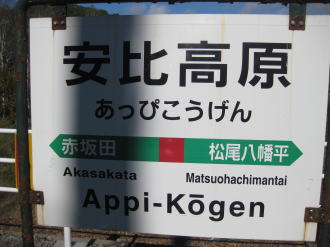 安比高原
あっぴこうげん
赤坂田 松尾八幡平
Akasakata Matsuohachimantai
Appi-Kōgen